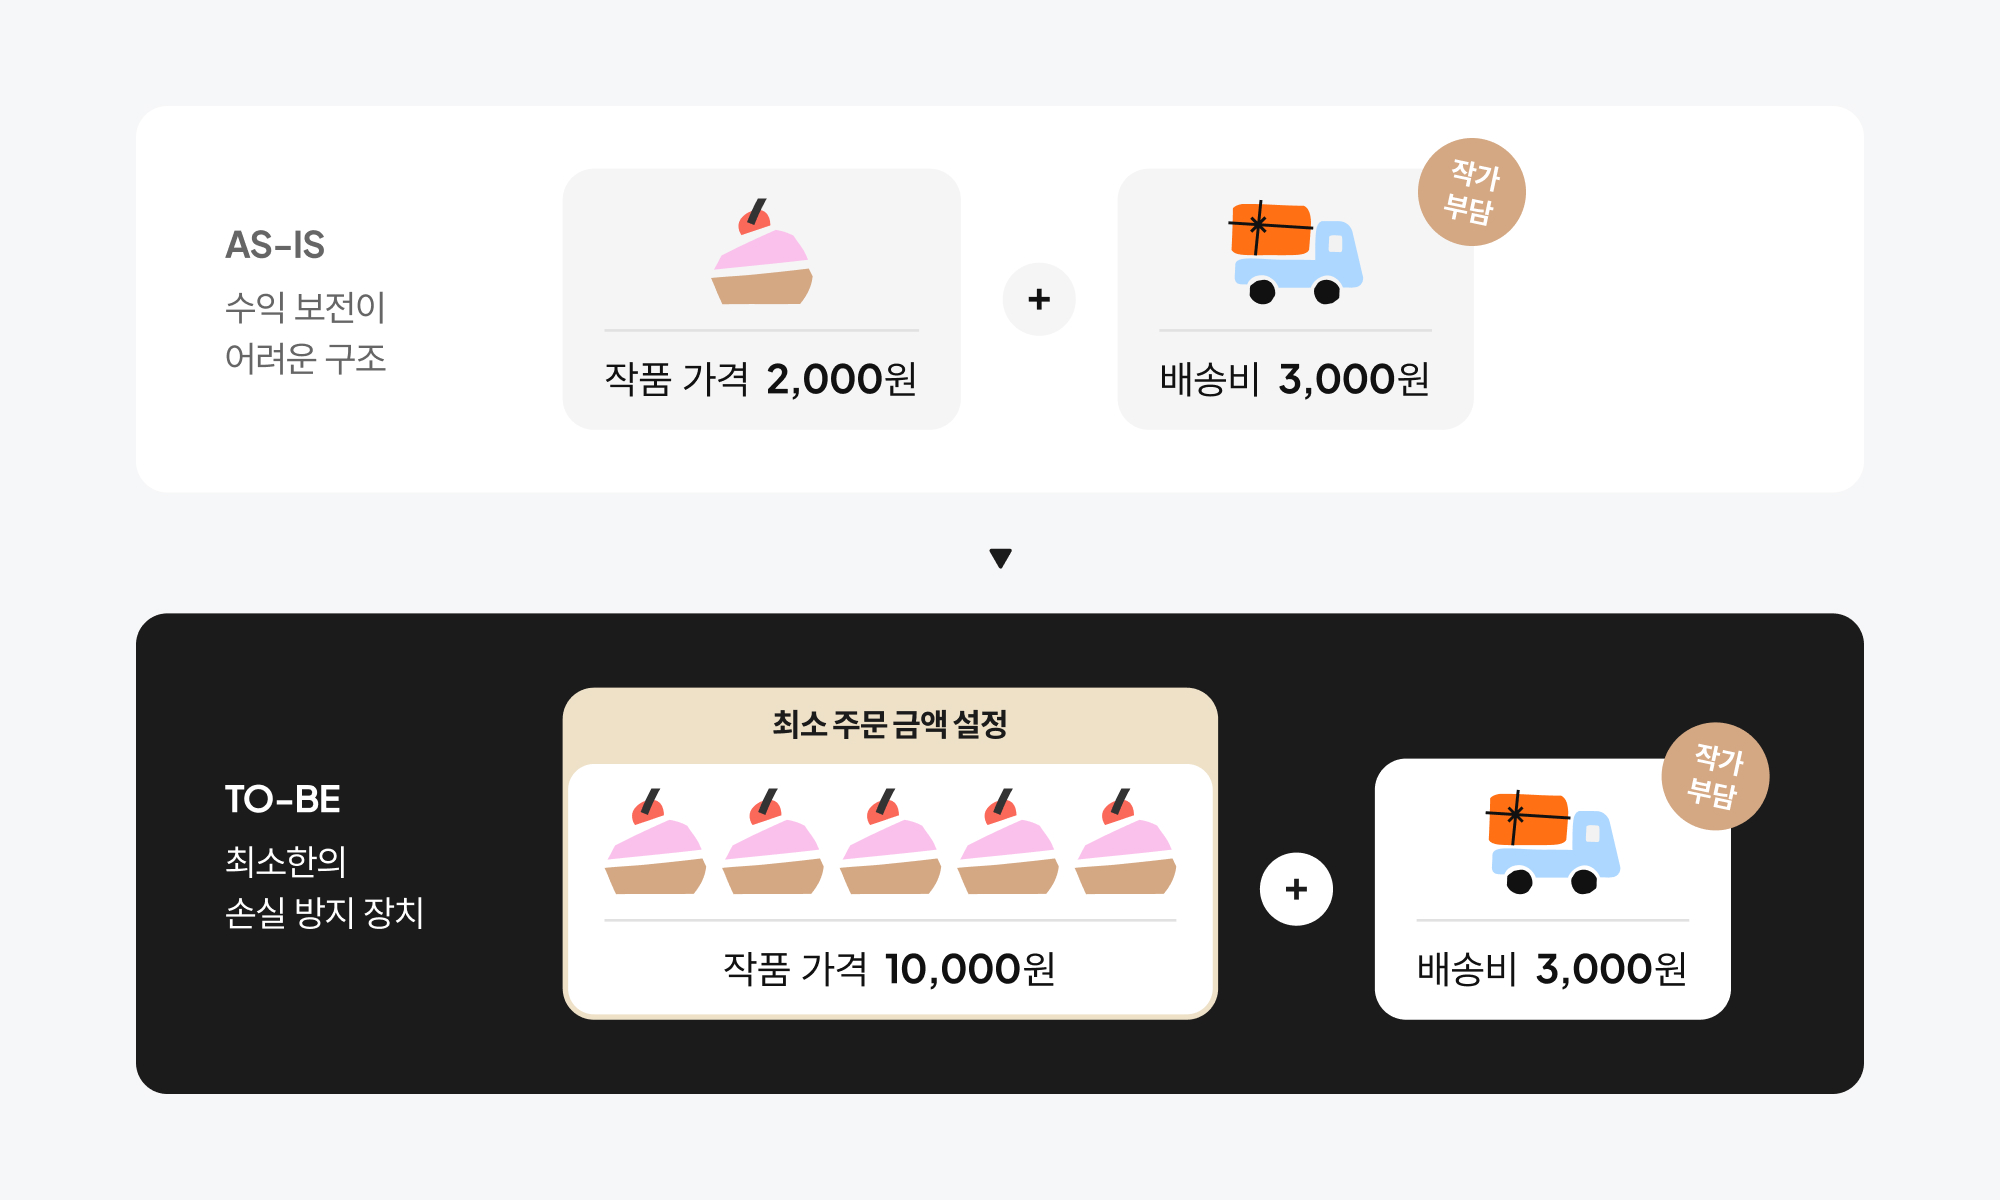 AS-IS
수익 보전이
어려운 구조
작품 가격 2,000원
+
배송비 3,000원
작가
부담
TO-BE
최소한의
손실 방지 장치
최소 주문 금액 설정
작품 가격 10,000원
+
배송비 3,000원
작가
부담